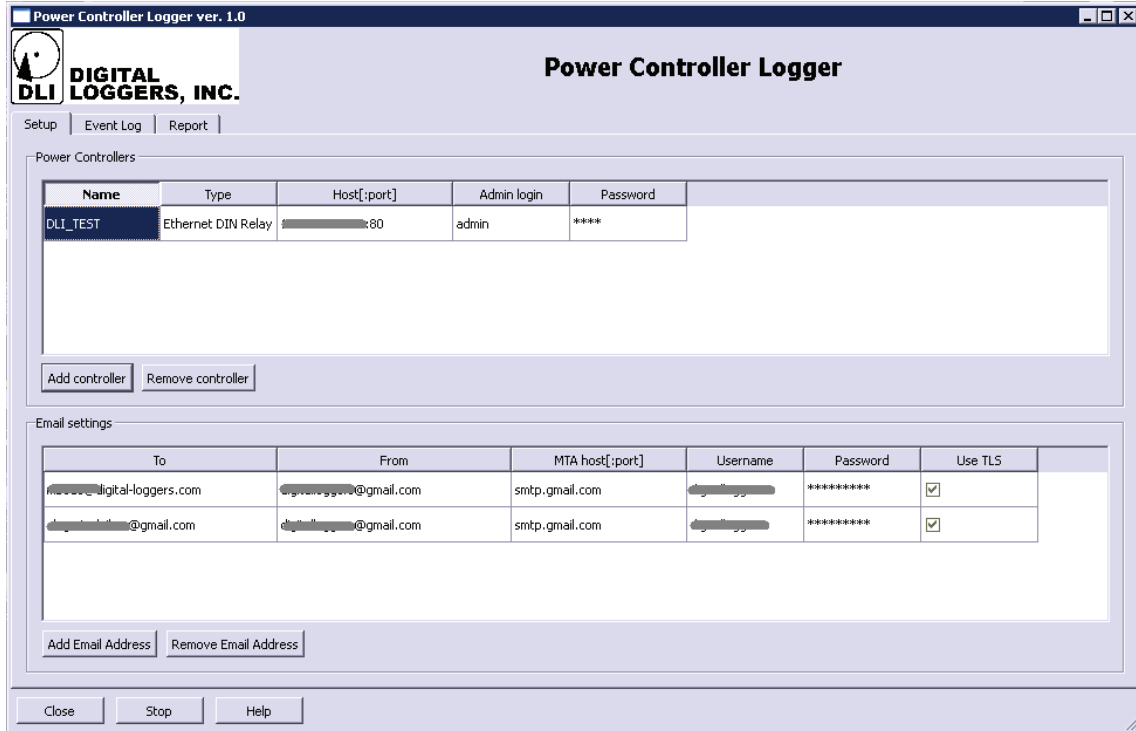 Power Controller Logger ver. 1.0
DIGITAL
DLI LOGGERS, INC.
Power Controller Logger
Setup Event Log Report
Power Controllers
Name Type Host[:port] Admin login Password
DLI_TEST Ethernet DIN Relay :80 admin ****
Add controller Remove controller
Email settings
To From MTA host[:port] Username Password Use TLS
digital-loggers.com @gmail.com smtp.gmail.com *********
@gmail.com @gmail.com smtp.gmail.com *********
Add Email Address Remove Email Address
Close Stop Help